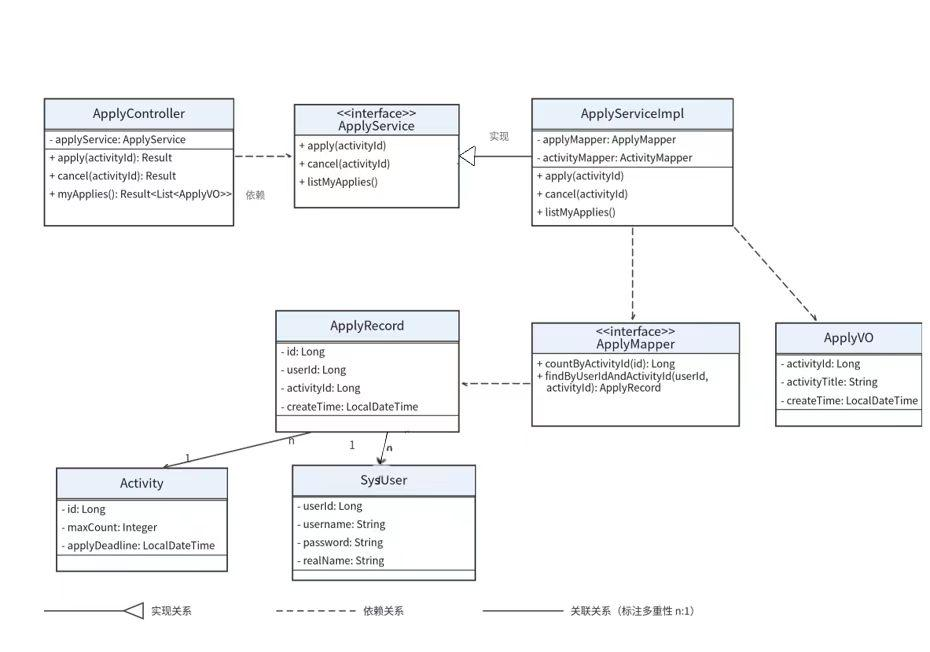 ApplyController
- applyService: ApplyService
+ apply(activityId): Result
+ cancel(activityId): Result
+ myApplies(): Result<List<ApplyVO>>
依赖
<<interface>>
ApplyService
+ apply(activityId)
+ cancel(activityId)
+ listMyApplies()
实现
ApplyServiceImpl
- applyMapper: ApplyMapper
- activityMapper: ActivityMapper
+ apply(activityId)
+ cancel(activityId)
+ listMyApplies()
ApplyRecord
- id: Long
- userId: Long
- activityId: Long
- createTime: LocalDateTime
<<interface>>
ApplyMapper
+ countByActivityId(id): Long
+ findByUserIdAndActivityId(userId,
activityId): ApplyRecord
ApplyVO
- activityId: Long
- activityTitle: String
- createTime: LocalDateTime
n
1
1
n
Activity
- id: Long
- maxCount: Integer
- applyDeadline: LocalDateTime
SysUser
- userId: Long
- username: String
- password: String
- realName: String
实现关系
依赖关系
关联关系（标注多重性 n:1）